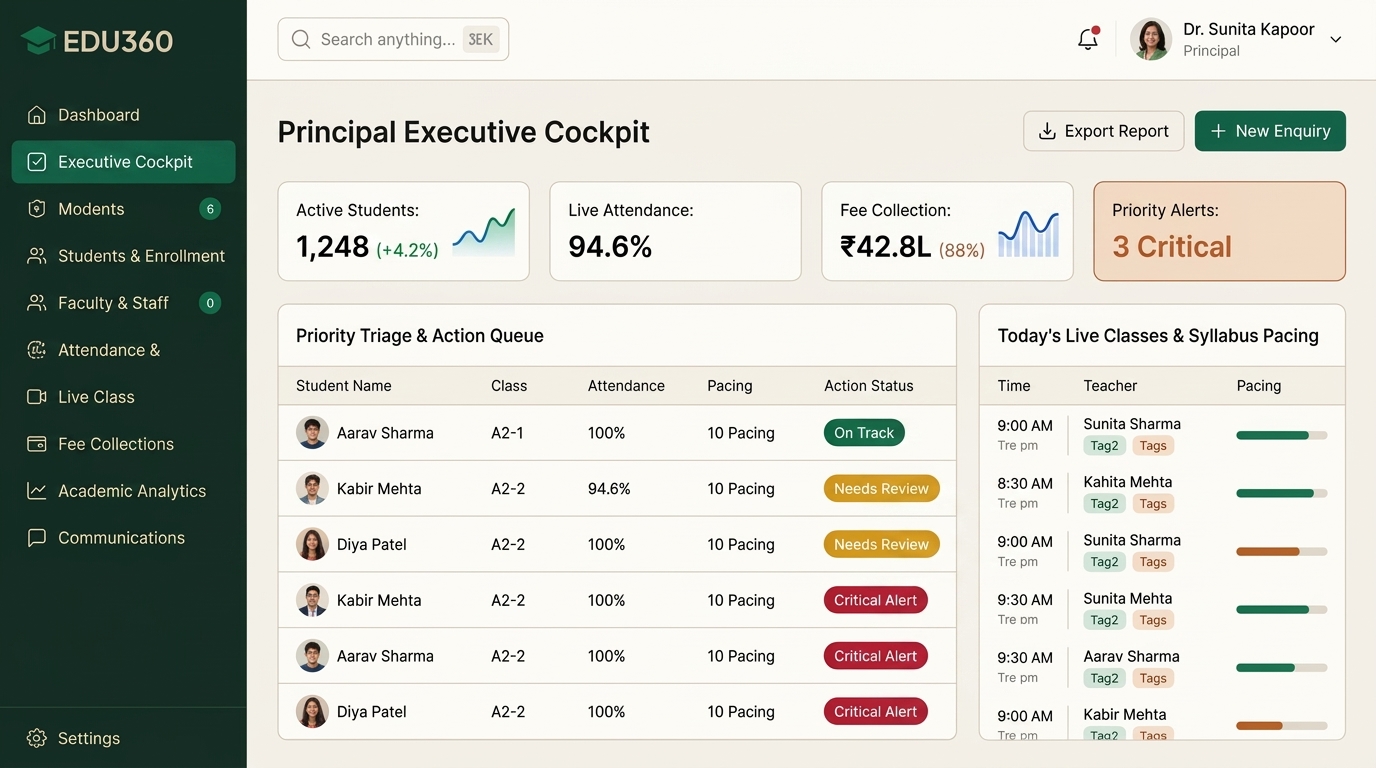 EDU360
Search anything... ЗEK
Dr. Sunita Kapoor
Principal
Dashboard
Executive Cockpit
Modents 6
Students & Enrollment
Faculty & Staff 0
Attendance &
Live Class
Fee Collections
Academic Analytics
Communications
Settings
Principal Executive Cockpit
Export Report
+ New Enquiry
Active Students:
1,248 (+4.2%)
Live Attendance:
94.6%
Fee Collection:
₹42.8L (88%)
Priority Alerts:
3 Critical
Priority Triage & Action Queue
Student Name Class Attendance Pacing Action Status
Aarav Sharma A2-1 100% 10 Pacing On Track
Kabir Mehta A2-2 94.6% 10 Pacing Needs Review
Diya Patel A2-2 100% 10 Pacing Needs Review
Kabir Mehta A2-2 100% 10 Pacing Critical Alert
Aarav Sharma A2-2 100% 10 Pacing Critical Alert
Diya Patel A2-2 100% 10 Pacing Critical Alert
Today's Live Classes & Syllabus Pacing
Time Teacher Pacing
9:00 AM Sunita Sharma
Tre pm Tag2 Tags
8:30 AM Kahita Mehta
Tre pm Tag2 Tags
9:00 AM Sunita Sharma
Tre pm Tag2 Tags
9:30 AM Sunita Mehta
Tre pm Tag2 Tags
9:30 AM Aarav Sharma
Tre pm Tag2 Tags
9:00 AM Kabir Mehta
Tre pm Tag2 Tags